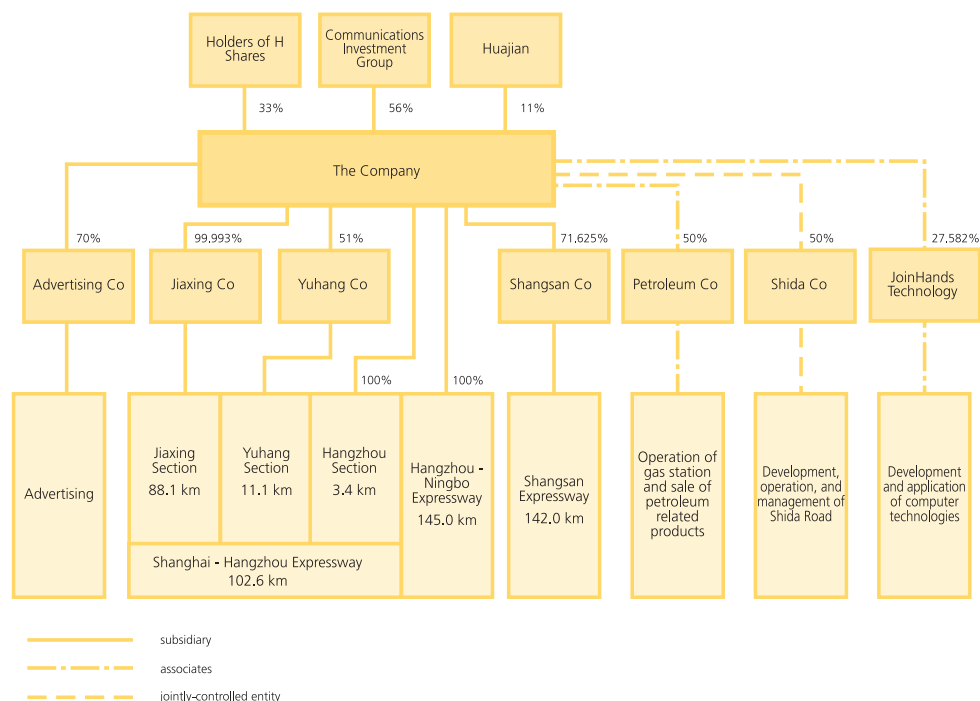 Holders of H
Shares
Communications
Investment
Group
Huajian
33%
56%
11%
The Company
70%
99.993%
51%
71.625%
50%
50%
27.582%
Advertising Co
Jiaxing Co
Yuhang Co
Shangsan Co
Petroleum Co
Shida Co
JoinHands
Technology
100%
100%
Advertising
Jiaxing
Section
88.1 km
Yuhang
Section
11.1 km
Hangzhou
Section
3.4 km
Shanghai - Hangzhou Expressway
102.6 km
Hangzhou -
Ningbo
Expressway
145.0 km
Shangsan
Expressway
142.0 km
Operation of
gas station
and sale of
petroleum
related
products
Development,
operation, and
management of
Shida Road
Development
and application
of computer
technologies
subsidiary
associates
jointly-controlled entity